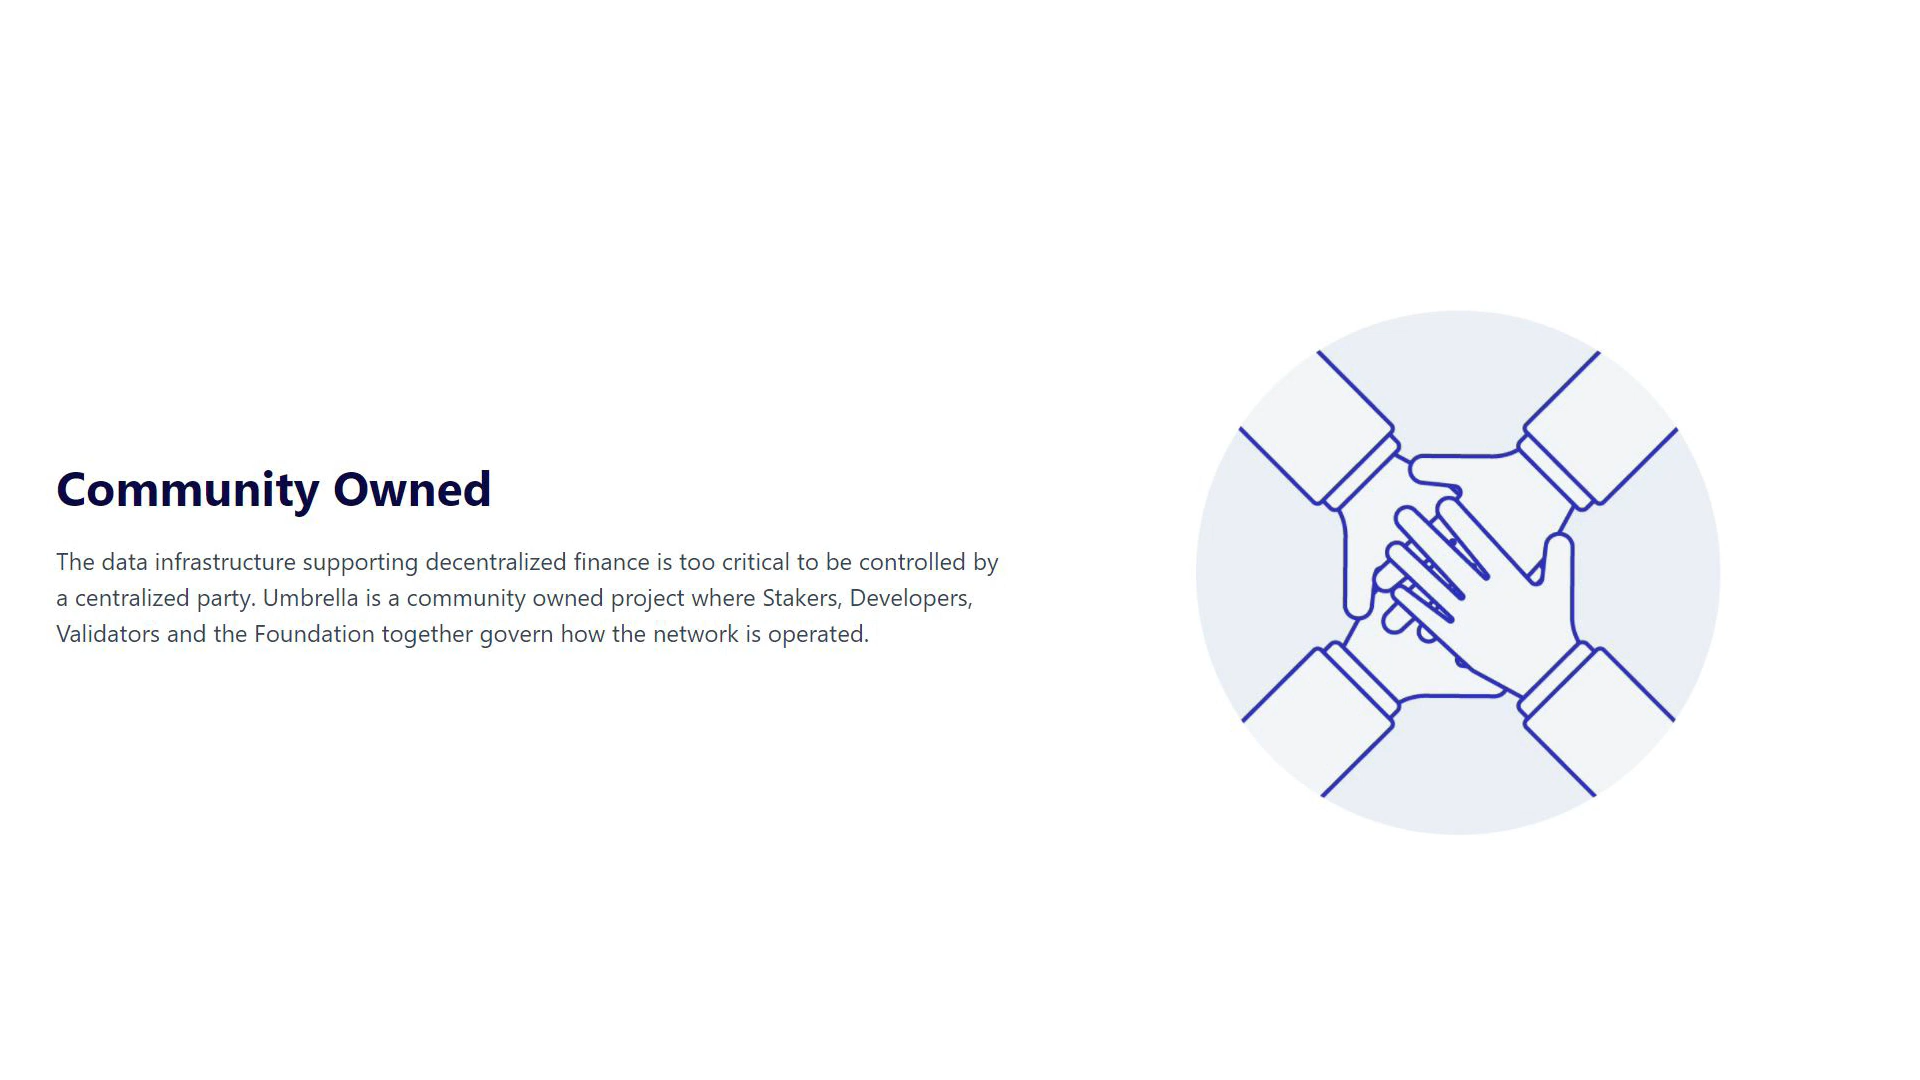 Community Owned
The data infrastructure supporting decentralized finance is too critical to be controlled by
a centralized party. Umbrella is a community owned project where Stakers, Developers,
Validators and the Foundation together govern how the network is operated.